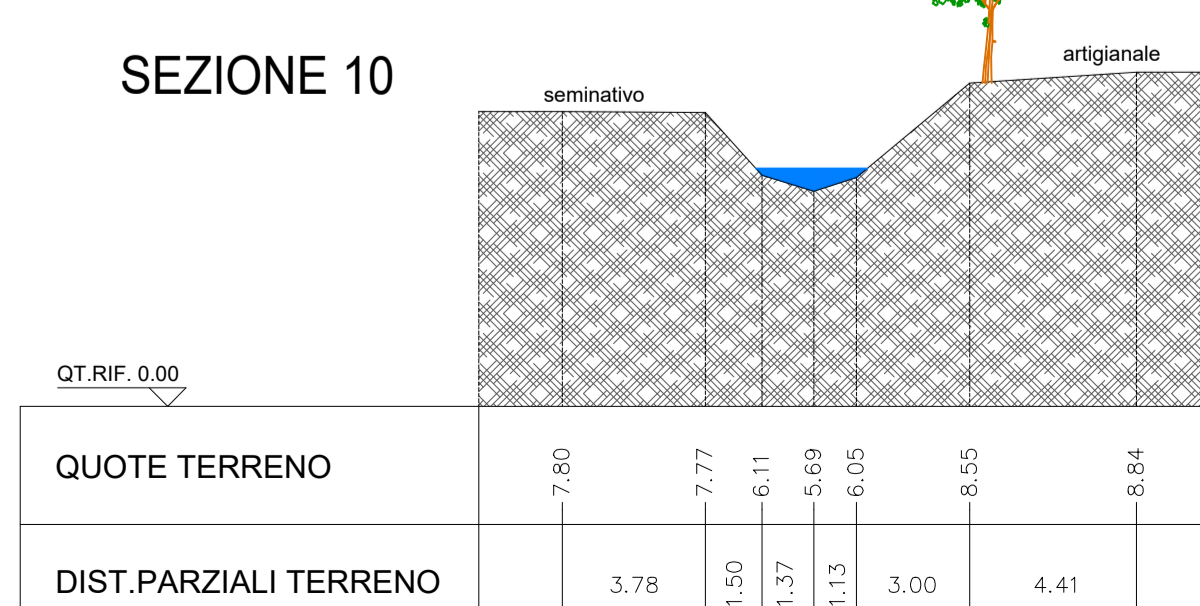 SEZIONE 10
seminativo
artigianale
QT.RIF. 0.00
QUOTE TERRENO
7.80 7.77 6.11 5.69 6.05 8.55 8.84
DIST.PARZIALI TERRENO
3.78 1.50 1.37 1.13 3.00 4.41